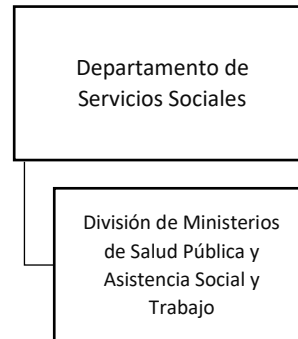 Departamento de
Servicios Sociales
División de Ministerios
de Salud Pública y
Asistencia Social y
Trabajo